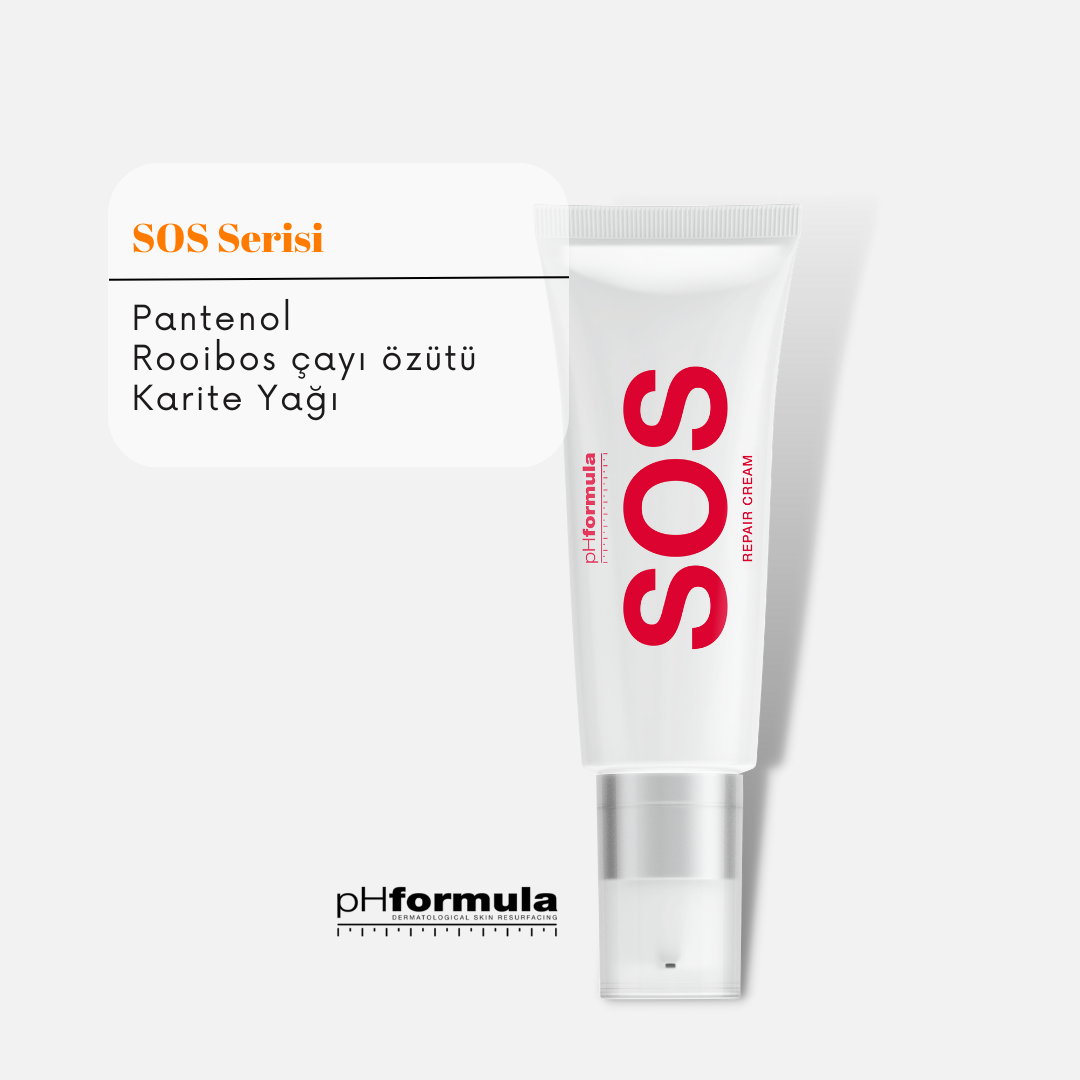 SOS Serisi
Pantenol
Rooibos çayı özütü
Karite Yağı
pHformula
SOS
REPAIR CREAM
pHformula
DERMATOLOGICAL SKIN RESURFACING